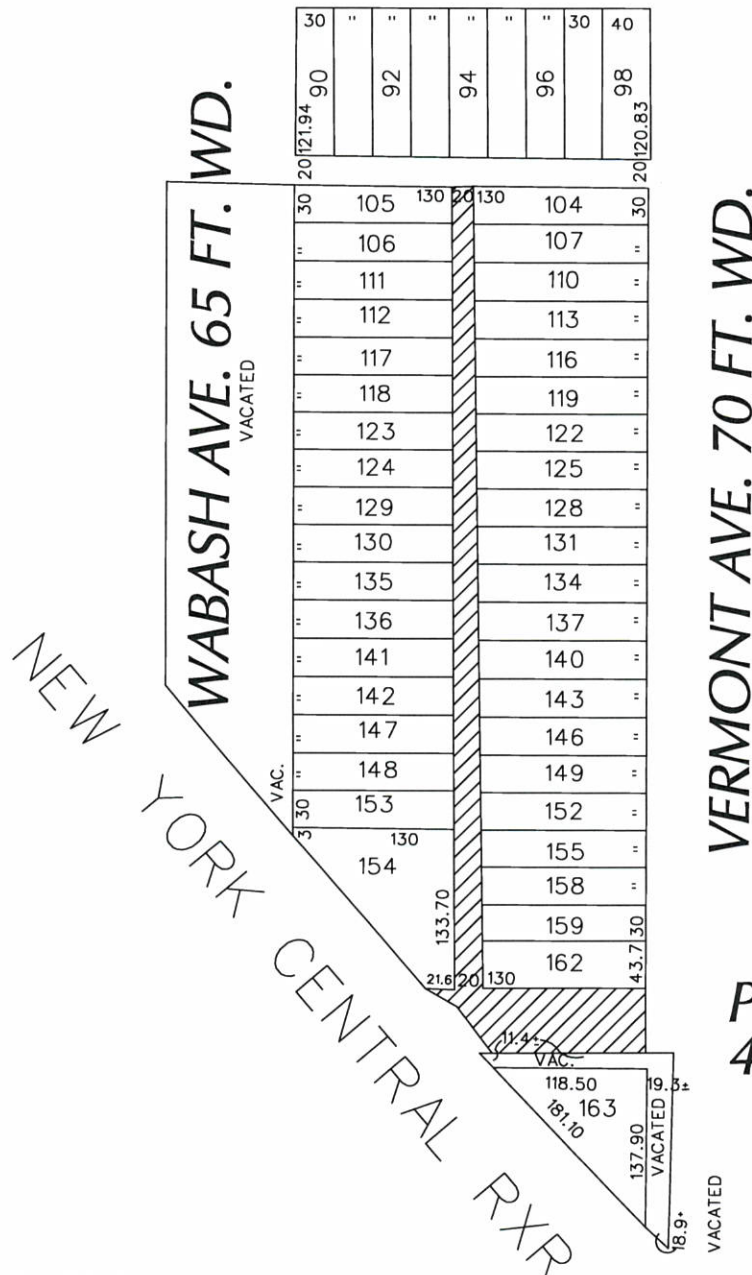 30 " " " " " " 30 40
90 92 94 96 98
20 121.94
20 120.83
WABASH AVE. 65 FT. WD.
VACATED
30 105 130 20 130 104 30
" 106 107 "
" 111 110 "
" 112 113 "
" 117 116 "
" 118 119 "
" 123 122 "
" 124 125 "
" 129 128 "
" 130 131 "
" 135 134 "
" 136 137 "
" 141 140 "
" 142 143 "
" 147 146 "
" 148 149 "
30 153 152 "
VAC.
3 130
154 155 "
158 "
133.70
159 30
21.6 20 130 162 43.7
VERMONT AVE. 70 FT. WD.
NEW YORK CENTRAL RXR
P
4
11.4±
VAC.
118.50
19.3±
163
181.10
137.90
VACATED
18.9±
VACATED